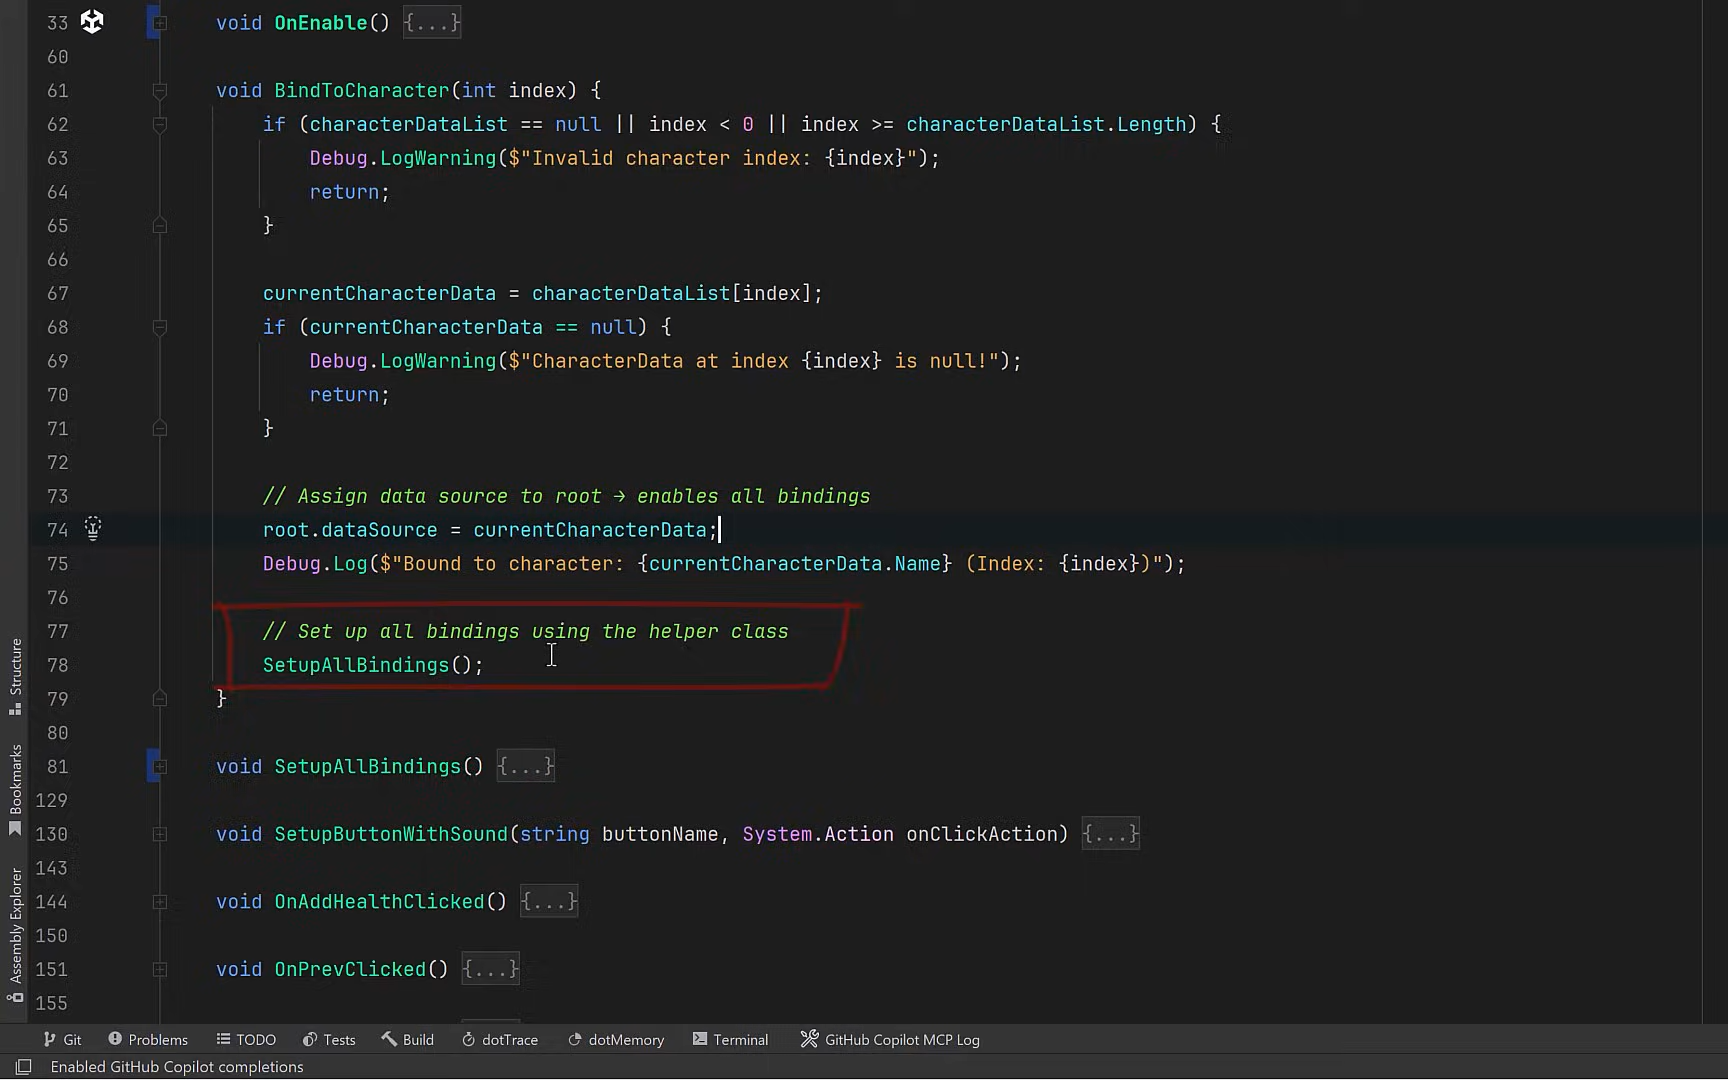 33 void OnEnable() {...}
60
61 void BindToCharacter(int index) {
62 if (characterDataList == null || index < 0 || index >= characterDataList.Length) {
63 Debug.LogWarning($"Invalid character index: {index}");
64 return;
65 }
66
67 currentCharacterData = characterDataList[index];
68 if (currentCharacterData == null) {
69 Debug.LogWarning($"CharacterData at index {index} is null!");
70 return;
71 }
72
73 // Assign data source to root → enables all bindings
74 root.dataSource = currentCharacterData;
75 Debug.Log($"Bound to character: {currentCharacterData.Name} (Index: {index})");
76
77 // Set up all bindings using the helper class
78 SetupAllBindings();
79 }
80
81 void SetupAllBindings() {...}
129
130 void SetupButtonWithSound(string buttonName, System.Action onClickAction) {...}
143
144 void OnAddHealthClicked() {...}
150
151 void OnPrevClicked() {...}
155
Structure
Bookmarks
Assembly Explorer
Git Problems TODO Tests Build dotTrace dotMemory Terminal GitHub Copilot MCP Log
Enabled GitHub Copilot completions